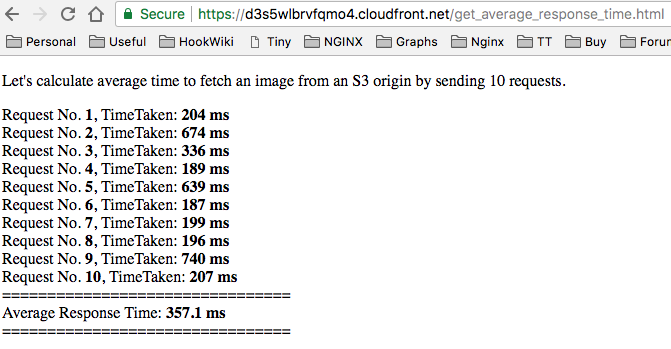 Secure https://d3s5wlbrvfqmo4.cloudfront.net/get_average_response_time.html
Personal Useful HookWiki Tiny NGINX Graphs Nginx TT Buy Forum
Let's calculate average time to fetch an image from an S3 origin by sending 10 requests.
Request No. 1, TimeTaken: 204 ms
Request No. 2, TimeTaken: 674 ms
Request No. 3, TimeTaken: 336 ms
Request No. 4, TimeTaken: 189 ms
Request No. 5, TimeTaken: 639 ms
Request No. 6, TimeTaken: 187 ms
Request No. 7, TimeTaken: 199 ms
Request No. 8, TimeTaken: 196 ms
Request No. 9, TimeTaken: 740 ms
Request No. 10, TimeTaken: 207 ms
=================================
Average Response Time: 357.1 ms
=================================